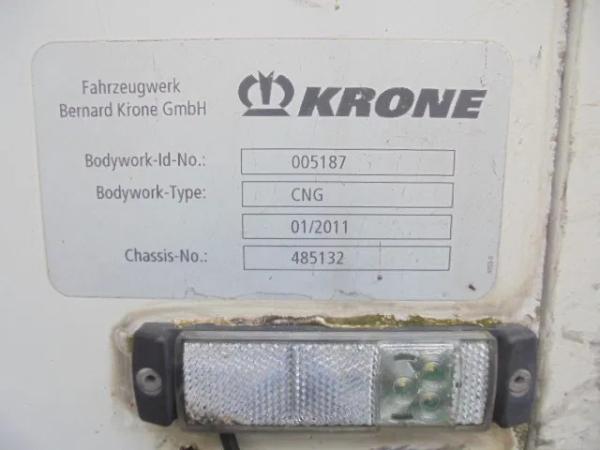 Fahrzeugwerk
Bernard Krone GmbH
KRONE
Bodywork-Id-No.: 005187
Bodywork-Type: CNG
01/2011
Chassis-No.: 485132